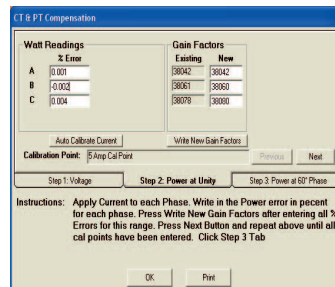 CT & PT Compensation
Watt Readings
% Error
A 0.001
B -0.002
C 0.004
Gain Factors
Existing New
38042 38042
38061 38060
38078 38080
Auto Calibrate Current
Write New Gain Factors
Calibration Point: 5 Amp Cal Point
Previous Next
Step 1: Voltage
Step 2: Power at Unity
Step 3: Power at 60° Phase
Instructions: Apply Current to each Phase. Write in the Power error in pecent
for each phase. Press Write New Gain Factors after entering all %
Errors for this range. Press Next Button and repeat above until all
cal points have been entered. Click Step 3 Tab
OK Print